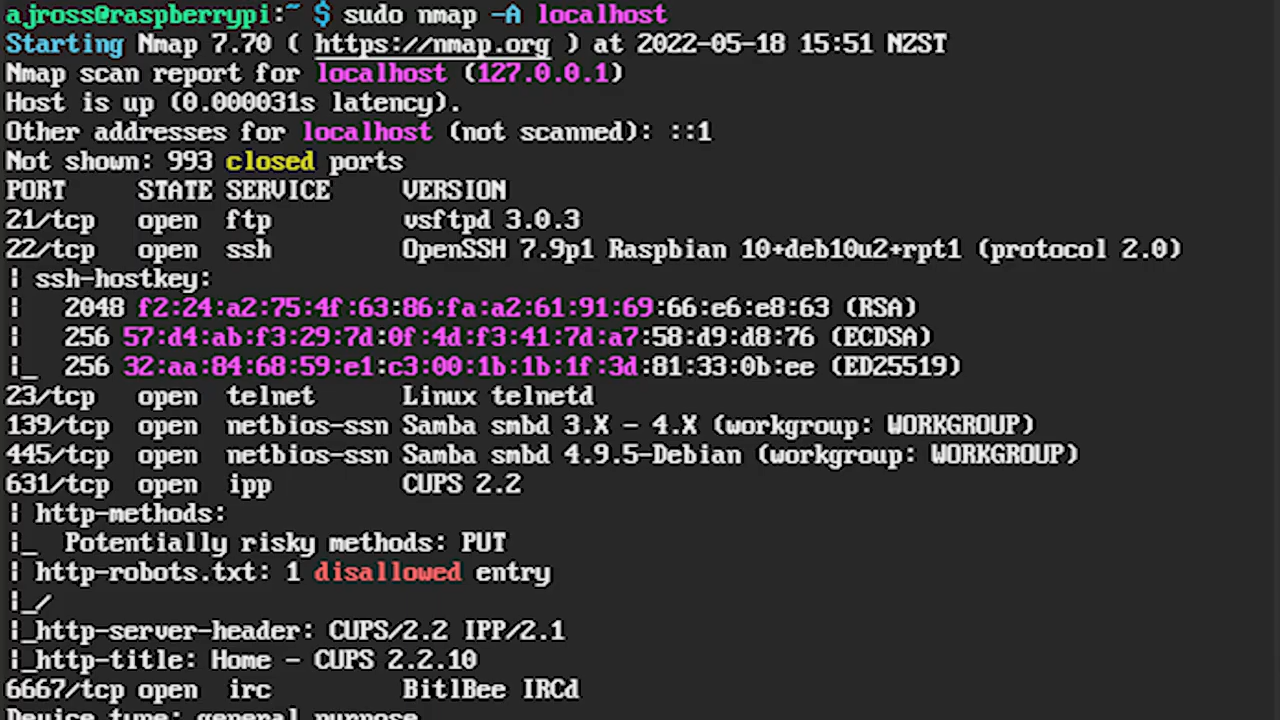 ajross@raspberrypi:~ $ sudo nmap -A localhost
Starting Nmap 7.70 ( https://nmap.org ) at 2022-05-18 15:51 NZST
Nmap scan report for localhost (127.0.0.1)
Host is up (0.000031s latency).
Other addresses for localhost (not scanned): ::1
Not shown: 993 closed ports
PORT     STATE SERVICE     VERSION
21/tcp   open  ftp         vsftpd 3.0.3
22/tcp   open  ssh         OpenSSH 7.9p1 Raspbian 10+deb10u2+rpt1 (protocol 2.0)
| ssh-hostkey:
|   2048 f2:24:a2:75:4f:63:86:fa:a2:61:91:69:66:e6:e8:63 (RSA)
|   256 57:d4:ab:f3:29:7d:0f:4d:f3:41:7d:a7:58:d9:d8:76 (ECDSA)
|_  256 32:aa:84:68:59:e1:c3:00:1b:1b:1f:3d:81:33:0b:ee (ED25519)
23/tcp   open  telnet      Linux telnetd
139/tcp  open  netbios-ssn Samba smbd 3.X - 4.X (workgroup: WORKGROUP)
445/tcp  open  netbios-ssn Samba smbd 4.9.5-Debian (workgroup: WORKGROUP)
631/tcp  open  ipp         CUPS 2.2
| http-methods:
|_  Potentially risky methods: PUT
| http-robots.txt: 1 disallowed entry
|_/
|_http-server-header: CUPS/2.2 IPP/2.1
|_http-title: Home - CUPS 2.2.10
6667/tcp open  irc         BitlBee IRCd
Device type: general purpose